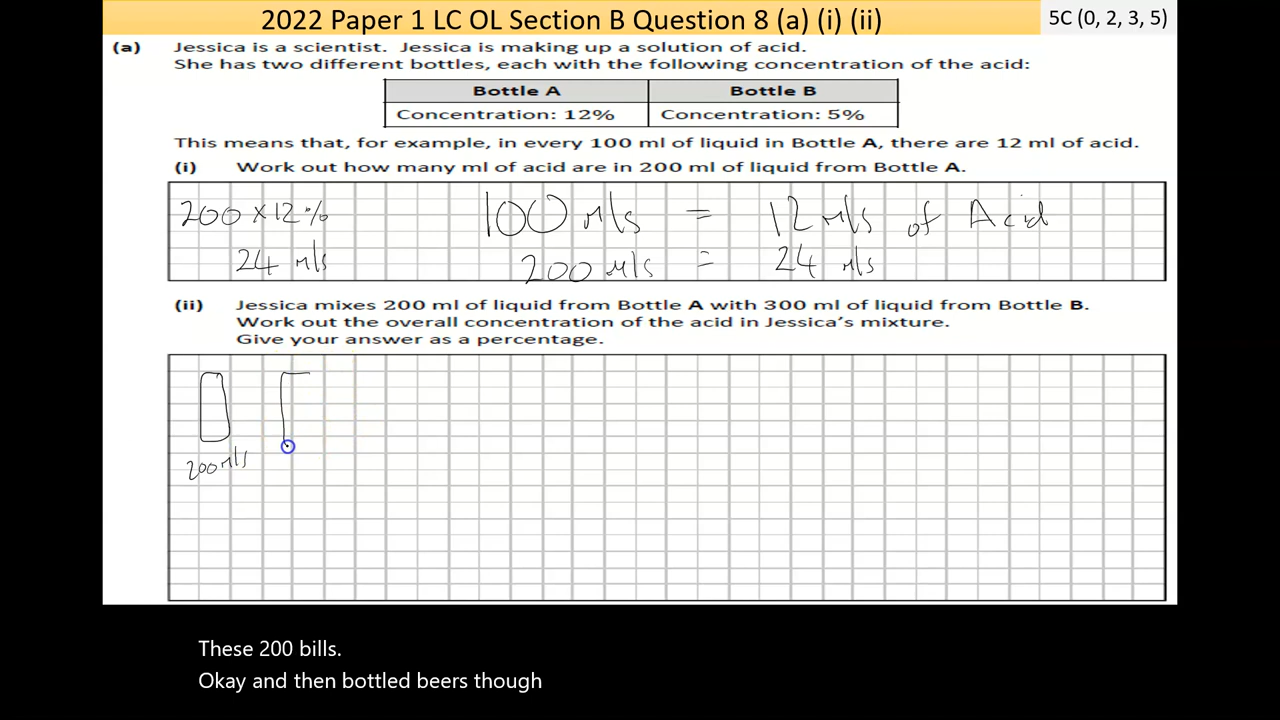 2022 Paper 1 LC OL Section B Question 8 (a) (i) (ii)
5C (0, 2, 3, 5)
(a) Jessica is a scientist. Jessica is making up a solution of acid.
She has two different bottles, each with the following concentration of the acid:
Bottle A Bottle B
Concentration: 12% Concentration: 5%
This means that, for example, in every 100 ml of liquid in Bottle A, there are 12 ml of acid.
(i) Work out how many ml of acid are in 200 ml of liquid from Bottle A.
200 × 12% 100 mls = 12 mls of Acid
24 mls 200 mls = 24 mls
(ii) Jessica mixes 200 ml of liquid from Bottle A with 300 ml of liquid from Bottle B.
Work out the overall concentration of the acid in Jessica's mixture.
Give your answer as a percentage.
200 mls
These 200 bills.
Okay and then bottled beers though